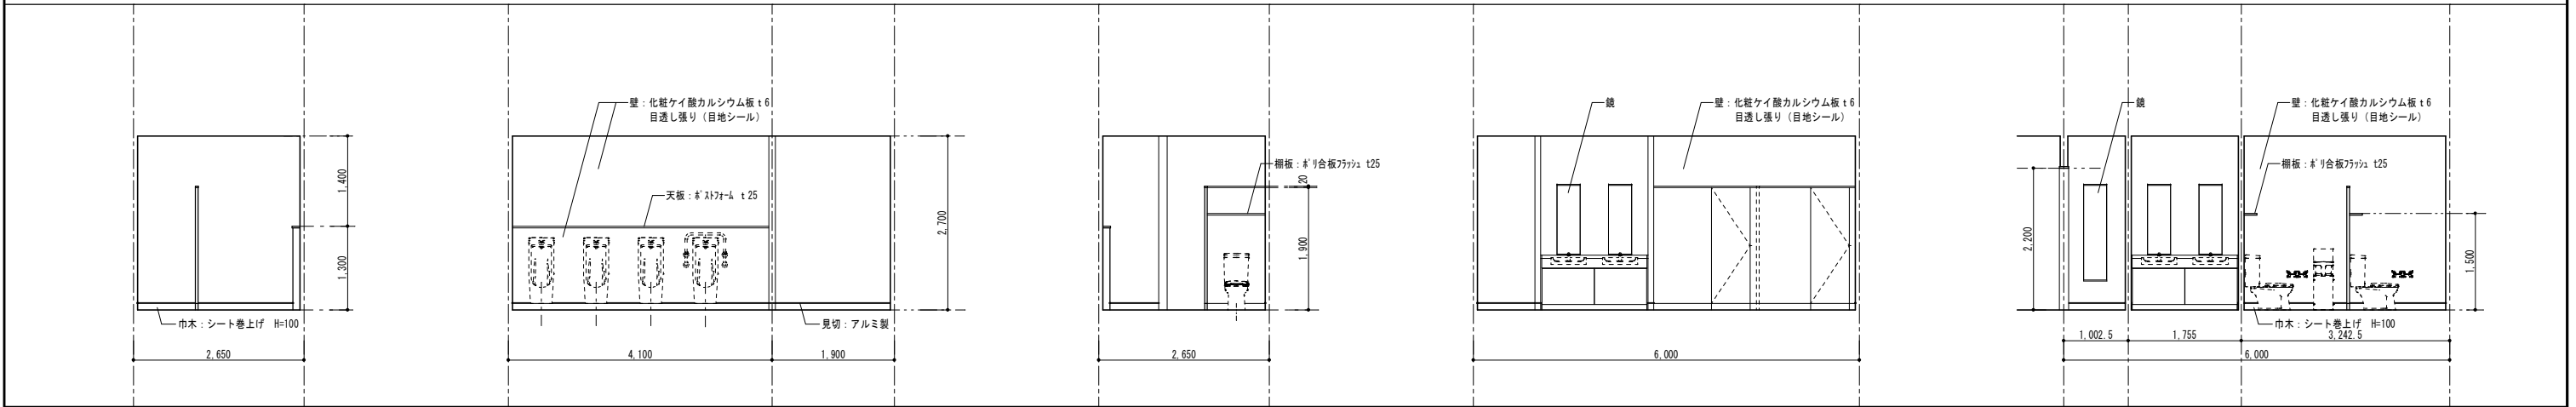 1,400
1,300
巾木：シート巻上げ　H=100
2,650
壁：化粧ケイ酸カルシウム板ｔ6
目透し張り（目地シール）
天板：ポストフォーム ｔ25
見切：アルミ製
2,700
4,100
1,900
棚板：ポリ合板フラッシュ t25
20
1,900
2,650
鏡
壁：化粧ケイ酸カルシウム板ｔ6
目透し張り（目地シール）
6,000
鏡
壁：化粧ケイ酸カルシウム板ｔ6
目透し張り（目地シール）
棚板：ポリ合板フラッシュ t25
2,200
1,500
巾木：シート巻上げ　H=100
1,002.5
1,755
3,242.5
6,000